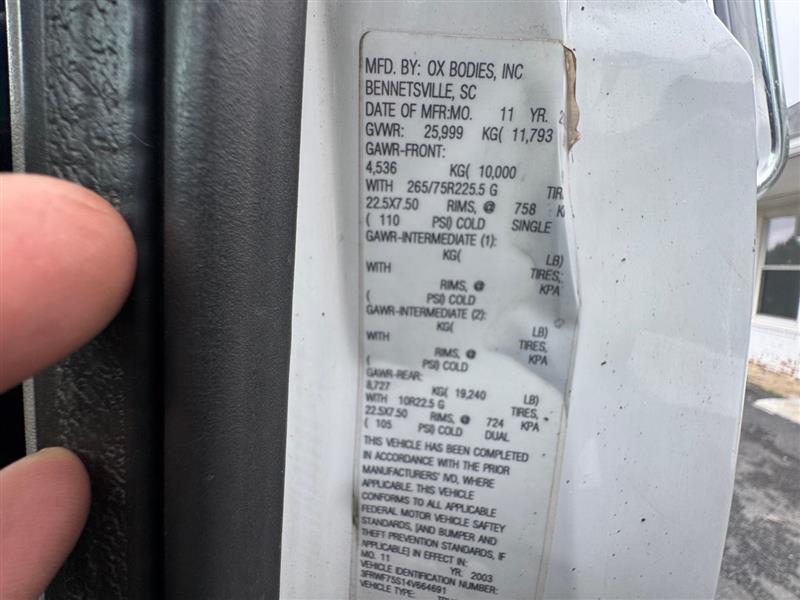 MFD. BY: OX BODIES, INC
BENNETSVILLE, SC
DATE OF MFR:MO. 11 YR. 2
GVWR: 25,999 KG( 11,793
GAWR-FRONT:
4,536 KG( 10,000
WITH 265/75R225.5 G TIR
22.5X7.50 RIMS, @ 758 K
( 110 PSI) COLD SINGLE
GAWR-INTERMEDIATE (1):
KG( LB)
WITH TIRES,
RIMS, @ KPA
( PSI) COLD
GAWR-INTERMEDIATE (2):
KG( LB)
WITH TIRES,
RIMS, @ KPA
( PSI) COLD
GAWR-REAR:
8,727 KG( 19,240 LB)
WITH 10R22.5 G TIRES,
22.5X7.50 RIMS, @ 724 KPA
( 105 PSI) COLD DUAL
THIS VEHICLE HAS BEEN COMPLETED
IN ACCORDANCE WITH THE PRIOR
MANUFACTURERS' IVD, WHERE
APPLICABLE. THIS VEHICLE
CONFORMS TO ALL APPLICABLE
FEDERAL MOTOR VEHICLE SAFTEY
STANDARDS, [AND BUMPER AND
THEFT PREVENTION STANDARDS, IF
APPLICABLE] IN EFFECT IN:
MO. 11 YR. 2003
VEHICLE IDENTIFICATION NUMBER:
3FRWF75S14V664691
VEHICLE TYPE: